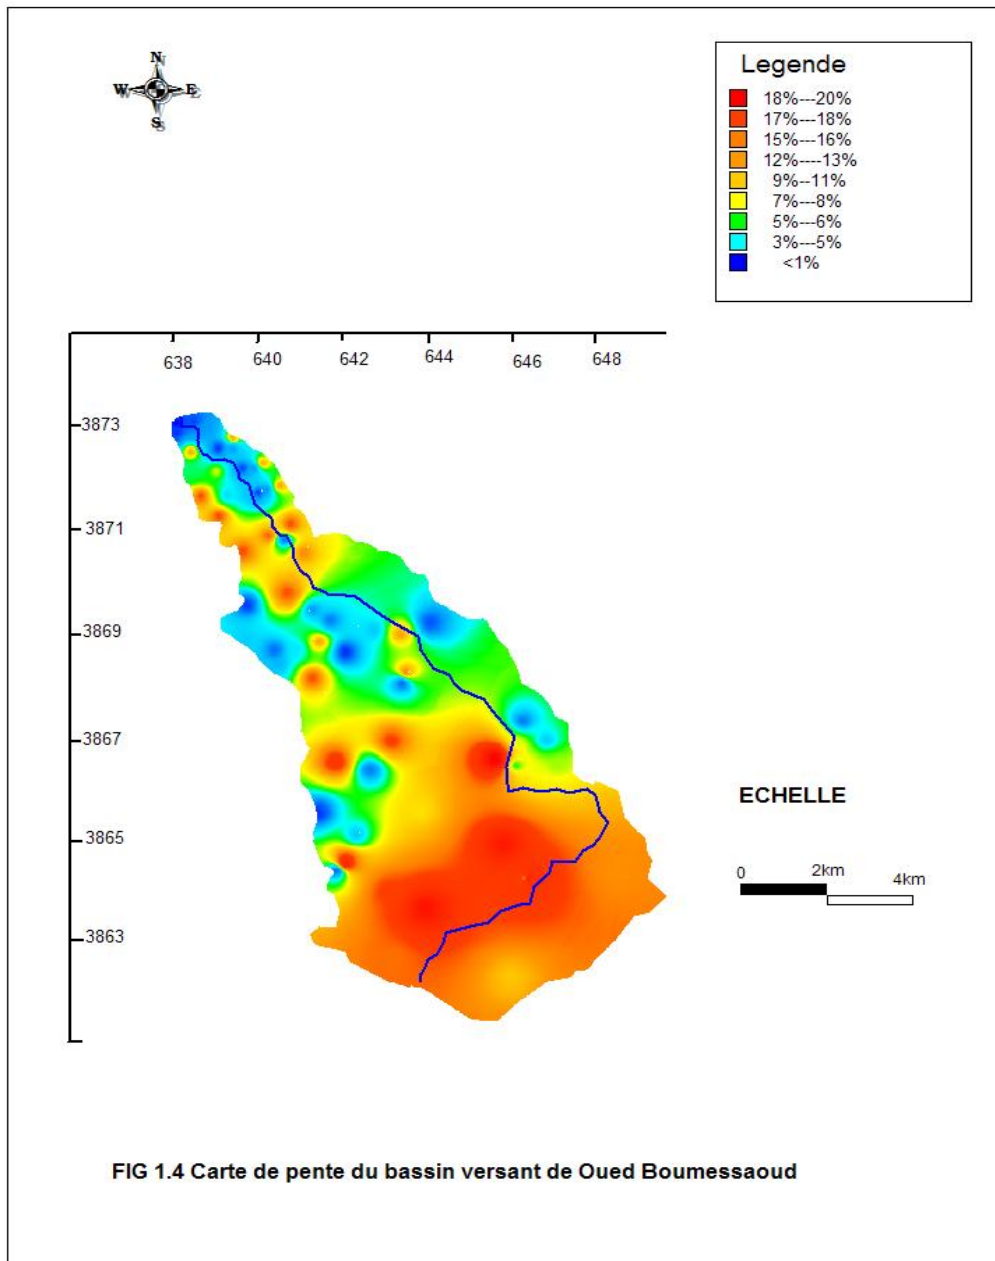 N
W E
S
Legende
18%---20%
17%---18%
15%---16%
12%----13%
9%--11%
7%---8%
5%---6%
3%---5%
<1%
638 640 642 644 646 648
3873
3871
3869
3867
3865
3863
ECHELLE
0 2km 4km
FIG 1.4 Carte de pente du bassin versant de Oued Boumessaoud